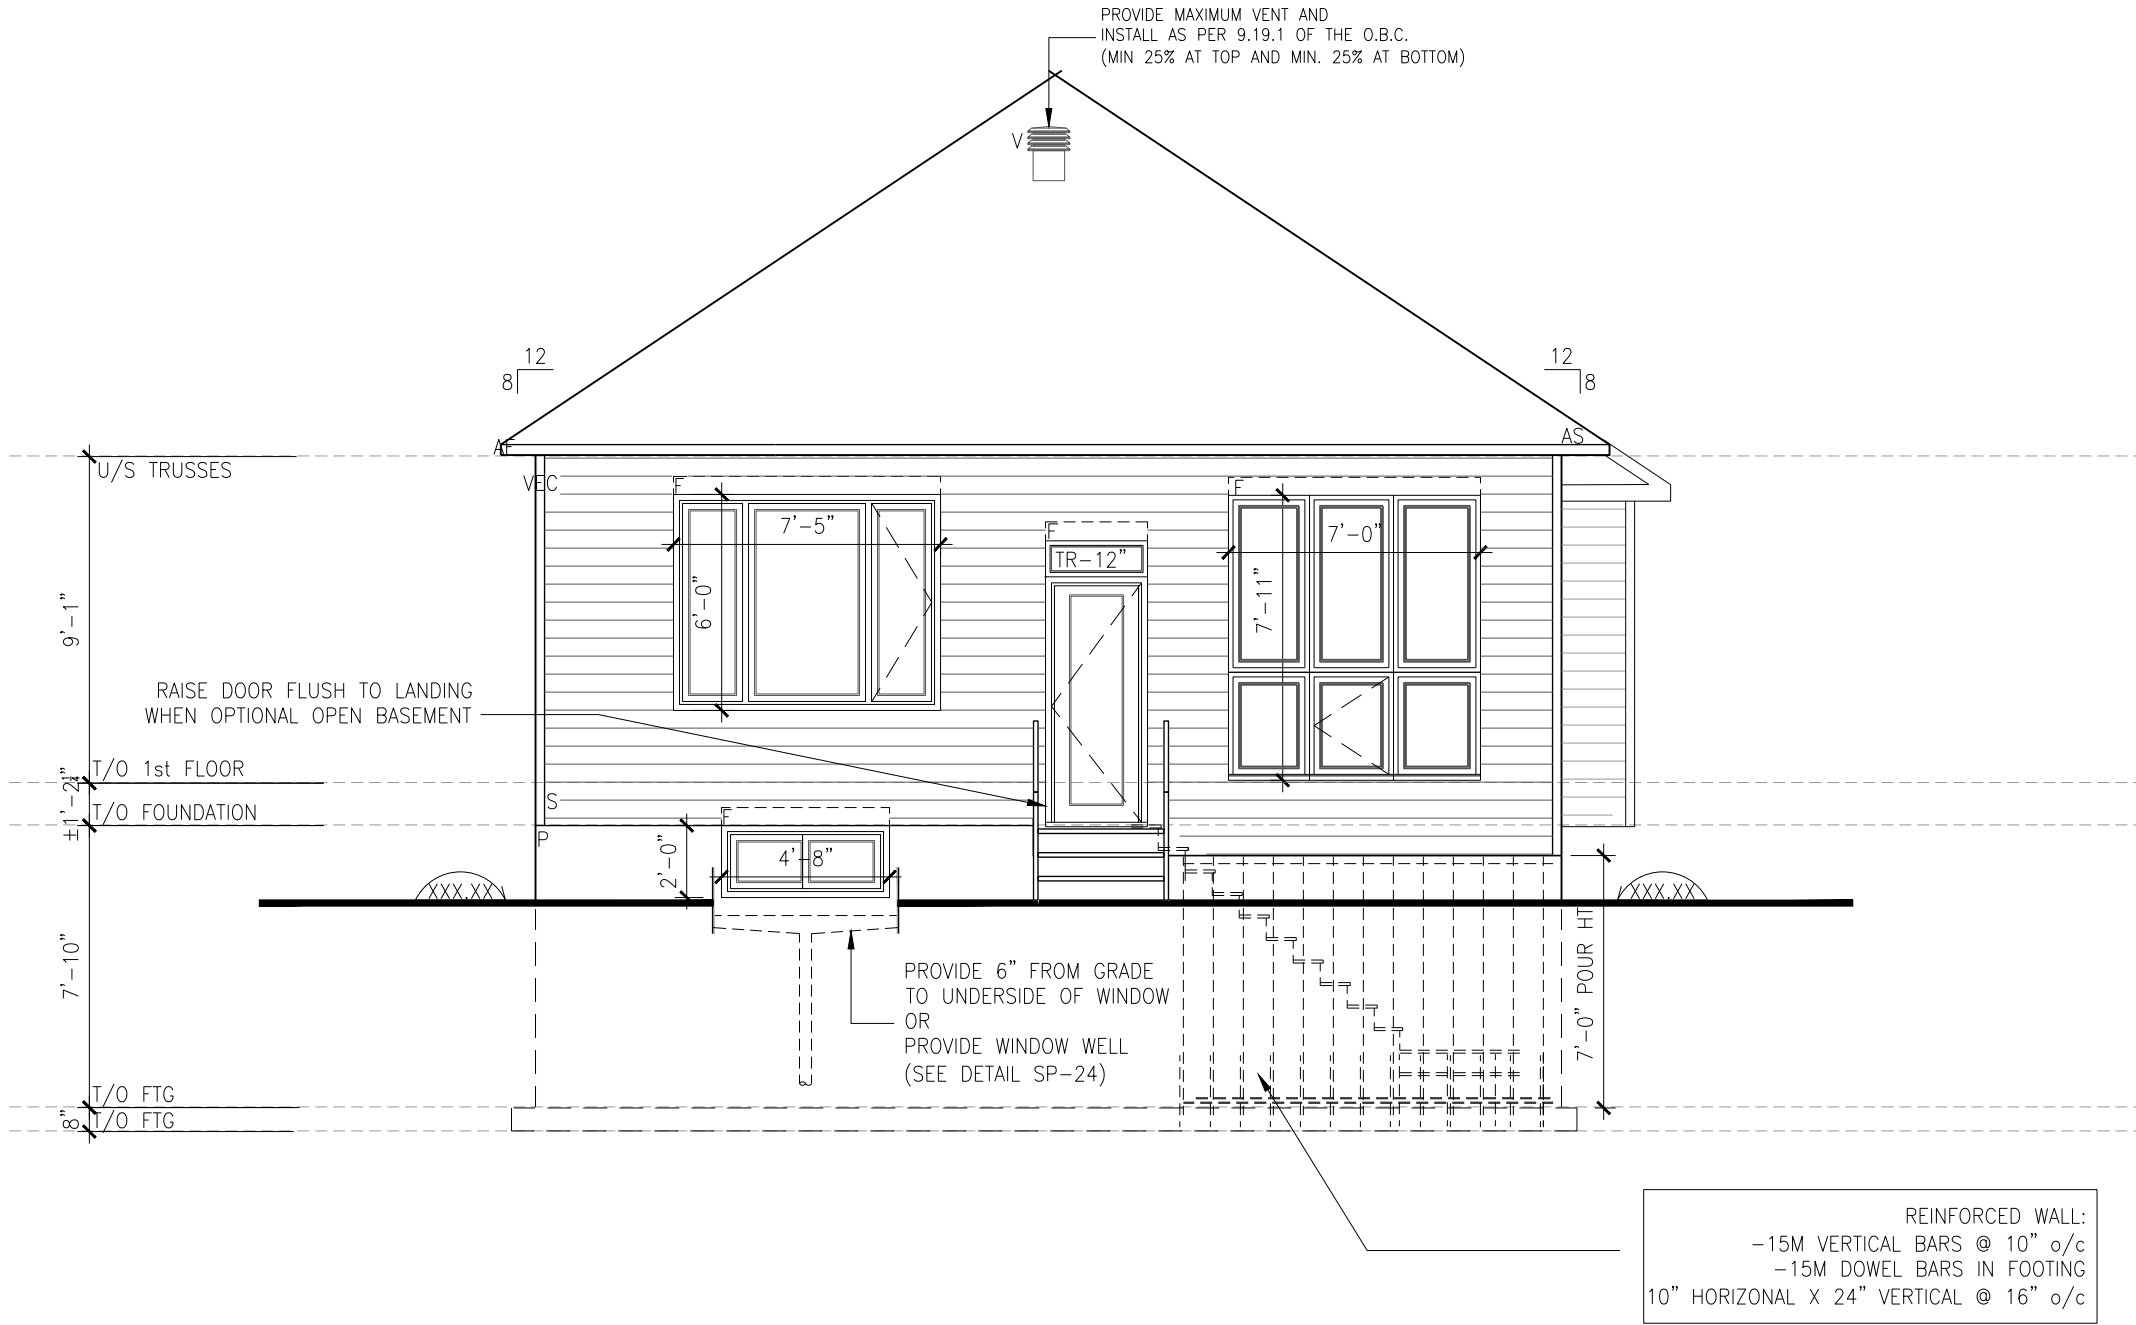 PROVIDE MAXIMUM VENT AND
INSTALL AS PER 9.19.1 OF THE O.B.C.
(MIN 25% AT TOP AND MIN. 25% AT BOTTOM)
V
12
8
12
8
AF
AS
U/S TRUSSES
VEC
F
F
7'-5"
7'-0"
F
TR-12"
6'-0"
7'-11"
9'-1"
RAISE DOOR FLUSH TO LANDING
WHEN OPTIONAL OPEN BASEMENT
T/O 1st FLOOR
S
T/O FOUNDATION
F
P
4'-8"
2'-0"
XXX.XX
XXX.XX
7'-10"
7'-0" POUR HT
PROVIDE 6" FROM GRADE
TO UNDERSIDE OF WINDOW
OR
PROVIDE WINDOW WELL
(SEE DETAIL SP-24)
T/O FTG
8"
T/O FTG
REINFORCED WALL:
-15M VERTICAL BARS @ 10" o/c
-15M DOWEL BARS IN FOOTING
10" HORIZONAL X 24" VERTICAL @ 16" o/c